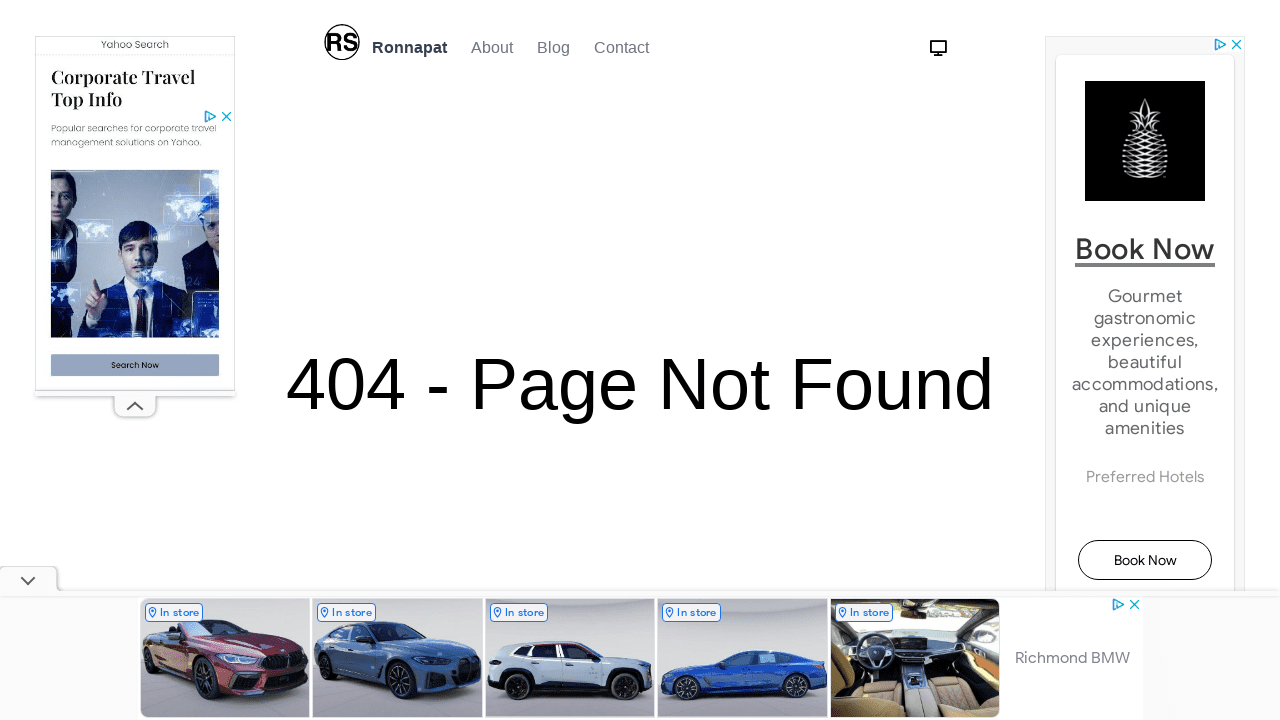 RS
Ronnapat About Blog Contact
Yahoo Search
Corporate Travel
Top Info
Popular searches for corporate travel
management solutions on Yahoo.
Search Now
404 - Page Not Found
Book Now
Gourmet
gastronomic
experiences,
beautiful
accommodations,
and unique
amenities
Preferred Hotels
Book Now
In store
In store
In store
In store
In store
Richmond BMW